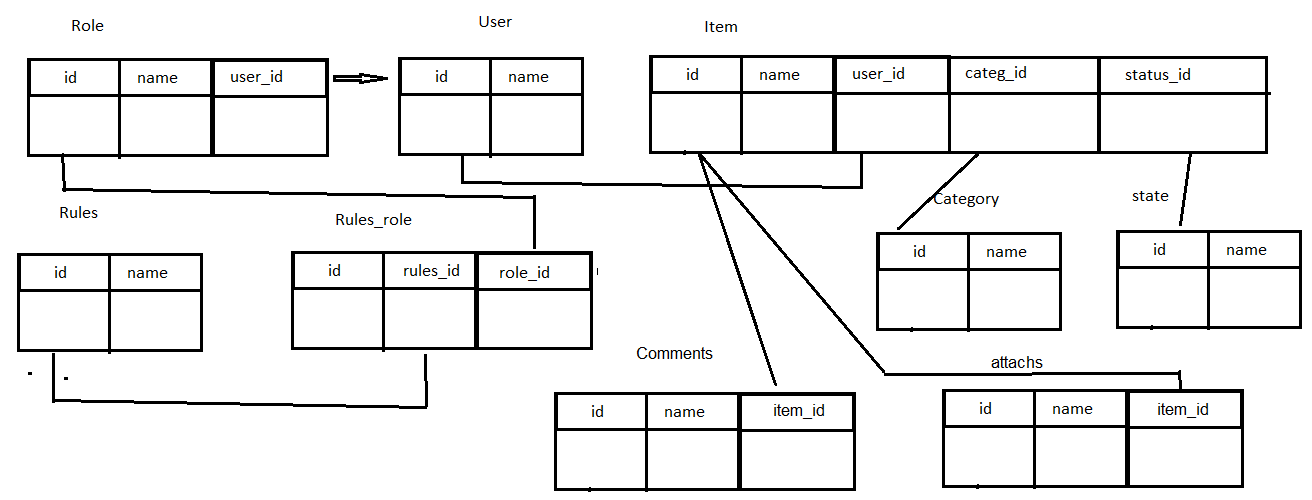 Role
User
Item
id name user_id
id name
id name user_id categ_id status_id
Rules
Rules_role
Category
state
id name
id rules_id role_id
id name
id name
Comments
attachs
id name item_id
id name item_id